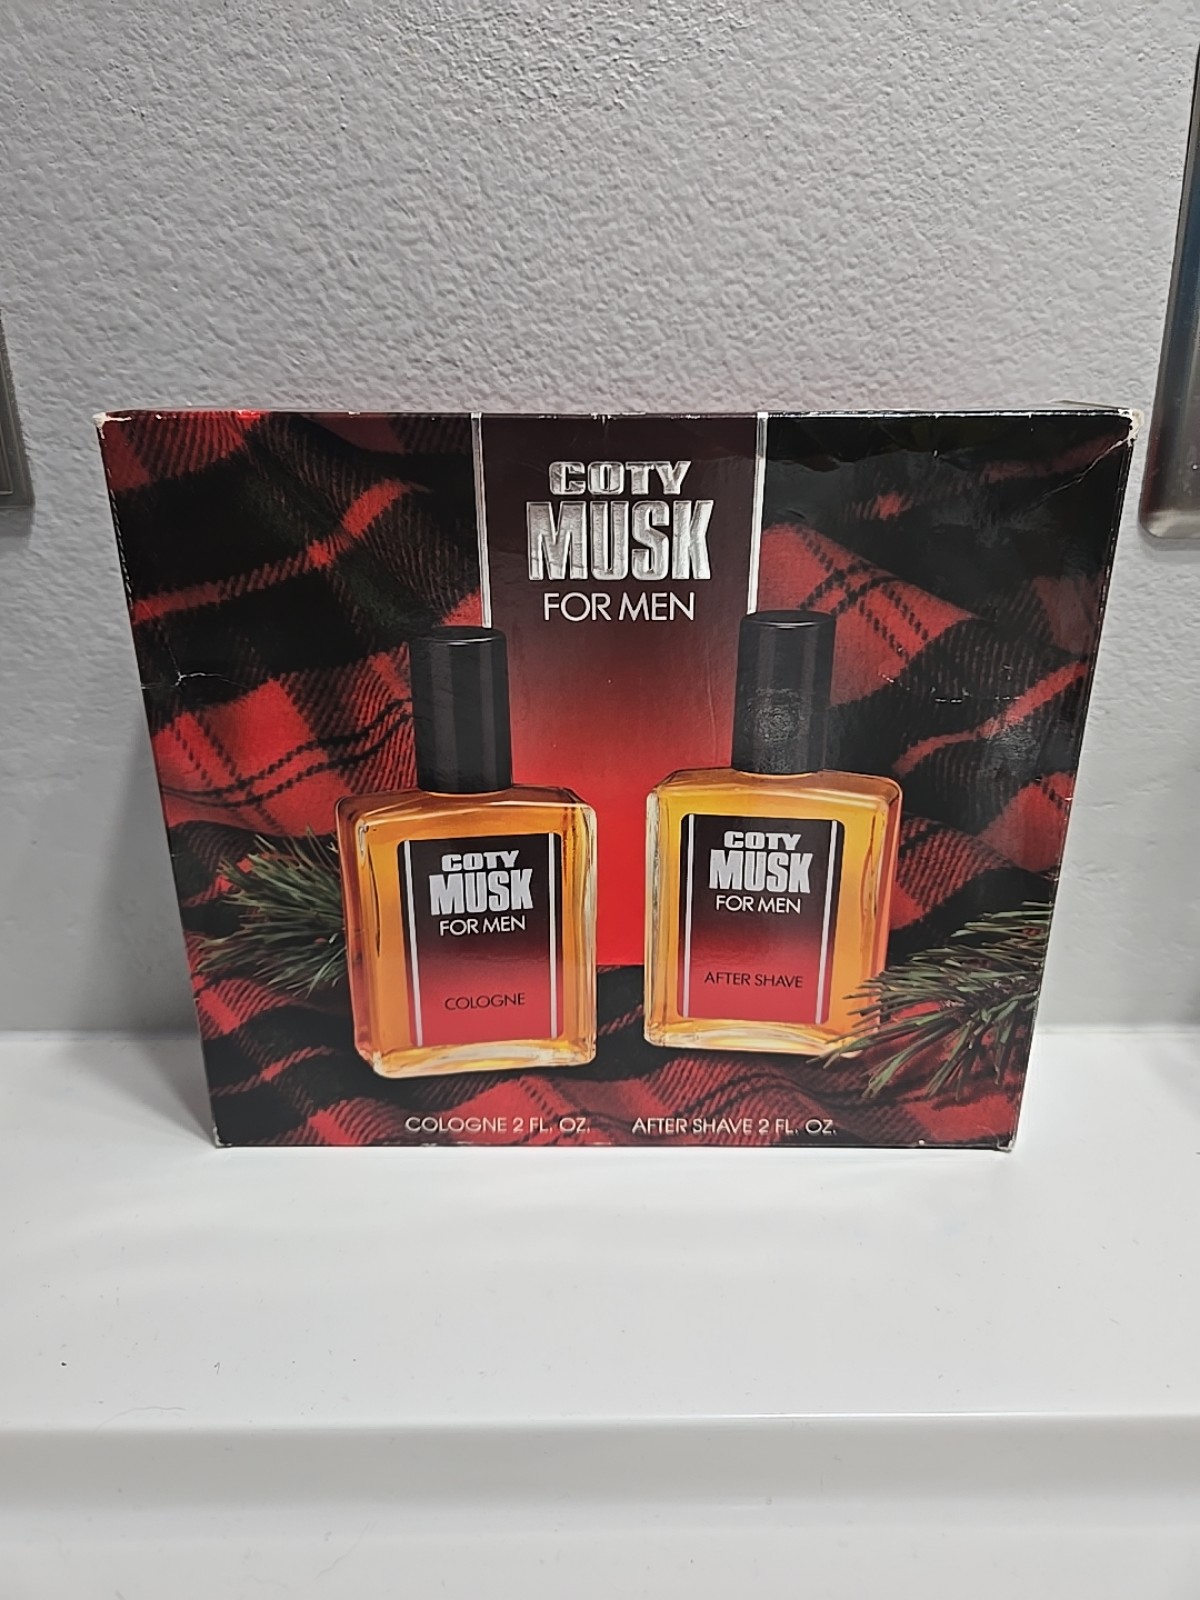 COTY
MUSK
FOR MEN
COTY
MUSK
FOR MEN
COLOGNE
COTY
MUSK
FOR MEN
AFTER SHAVE
COLOGNE 2 FL. OZ. AFTER SHAVE 2 FL. OZ.